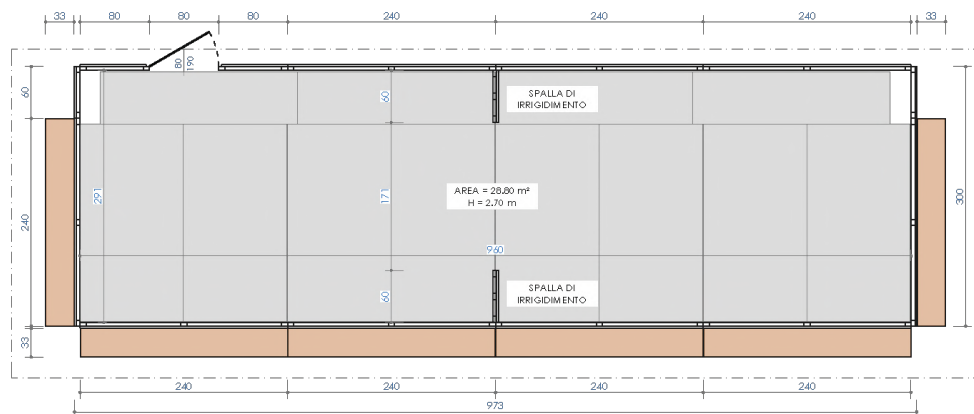 33 80 80 80 240 240 240 33
80
190
60
60
SPALLA DI
IRRIGIDIMENTO
291
171
AREA = 28.80 m²
H = 2.70 m
300
240
960
60
SPALLA DI
IRRIGIDIMENTO
33
240 240 240 240
973